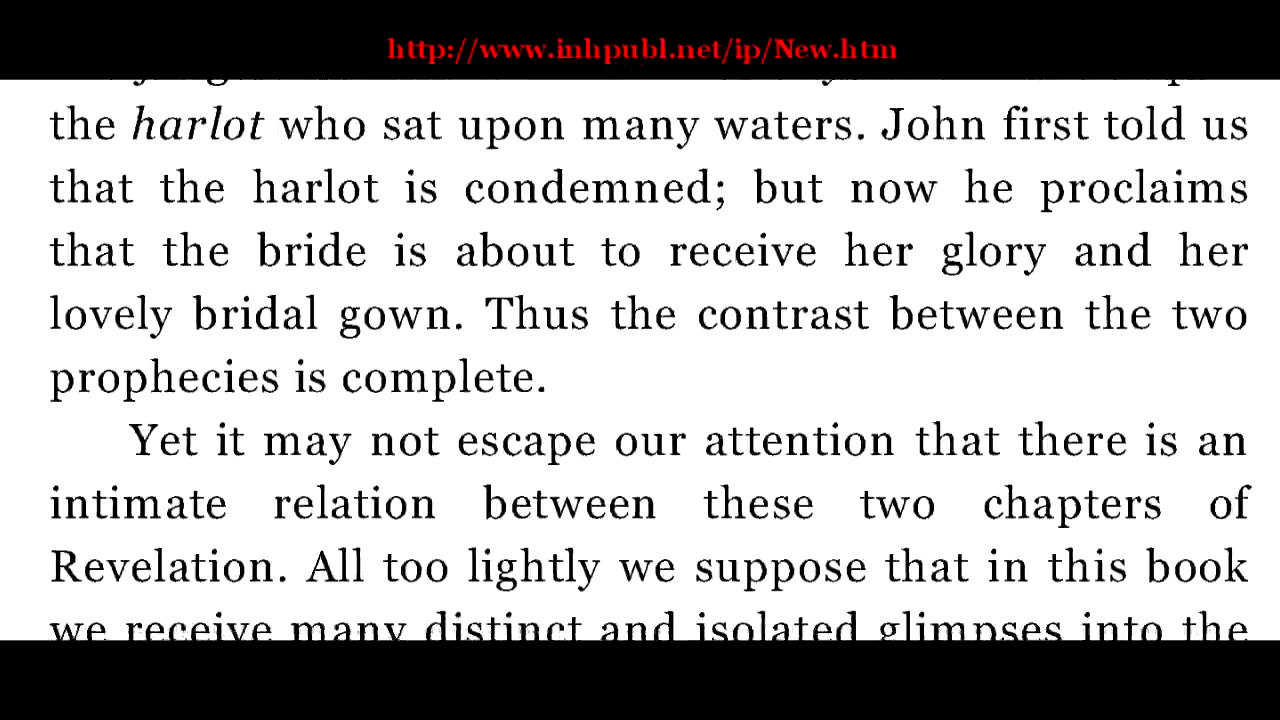 http://www.inhpubl.net/ip/New.htm
the harlot who sat upon many waters. John first told us
that the harlot is condemned; but now he proclaims
that the bride is about to receive her glory and her
lovely bridal gown. Thus the contrast between the two
prophecies is complete.
Yet it may not escape our attention that there is an
intimate relation between these two chapters of
Revelation. All too lightly we suppose that in this book
we receive many distinct and isolated glimpses into the